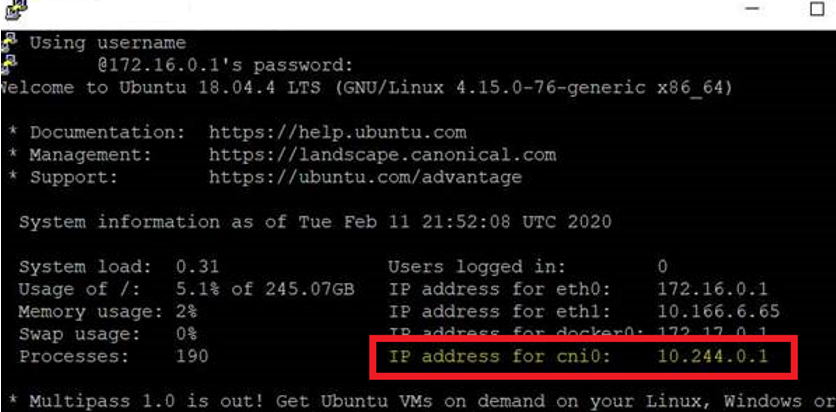 Using username
@172.16.0.1's password:
Welcome to Ubuntu 18.04.4 LTS (GNU/Linux 4.15.0-76-generic x86_64)
* Documentation: https://help.ubuntu.com
* Management: https://landscape.canonical.com
* Support: https://ubuntu.com/advantage
System information as of Tue Feb 11 21:52:08 UTC 2020
System load: 0.31 Users logged in: 0
Usage of /: 5.1% of 245.07GB IP address for eth0: 172.16.0.1
Memory usage: 2% IP address for eth1: 10.166.6.65
Swap usage: 0% IP address for docker0: 172.17.0.1
Processes: 190 IP address for cni0: 10.244.0.1
* Multipass 1.0 is out! Get Ubuntu VMs on demand on your Linux, Windows or